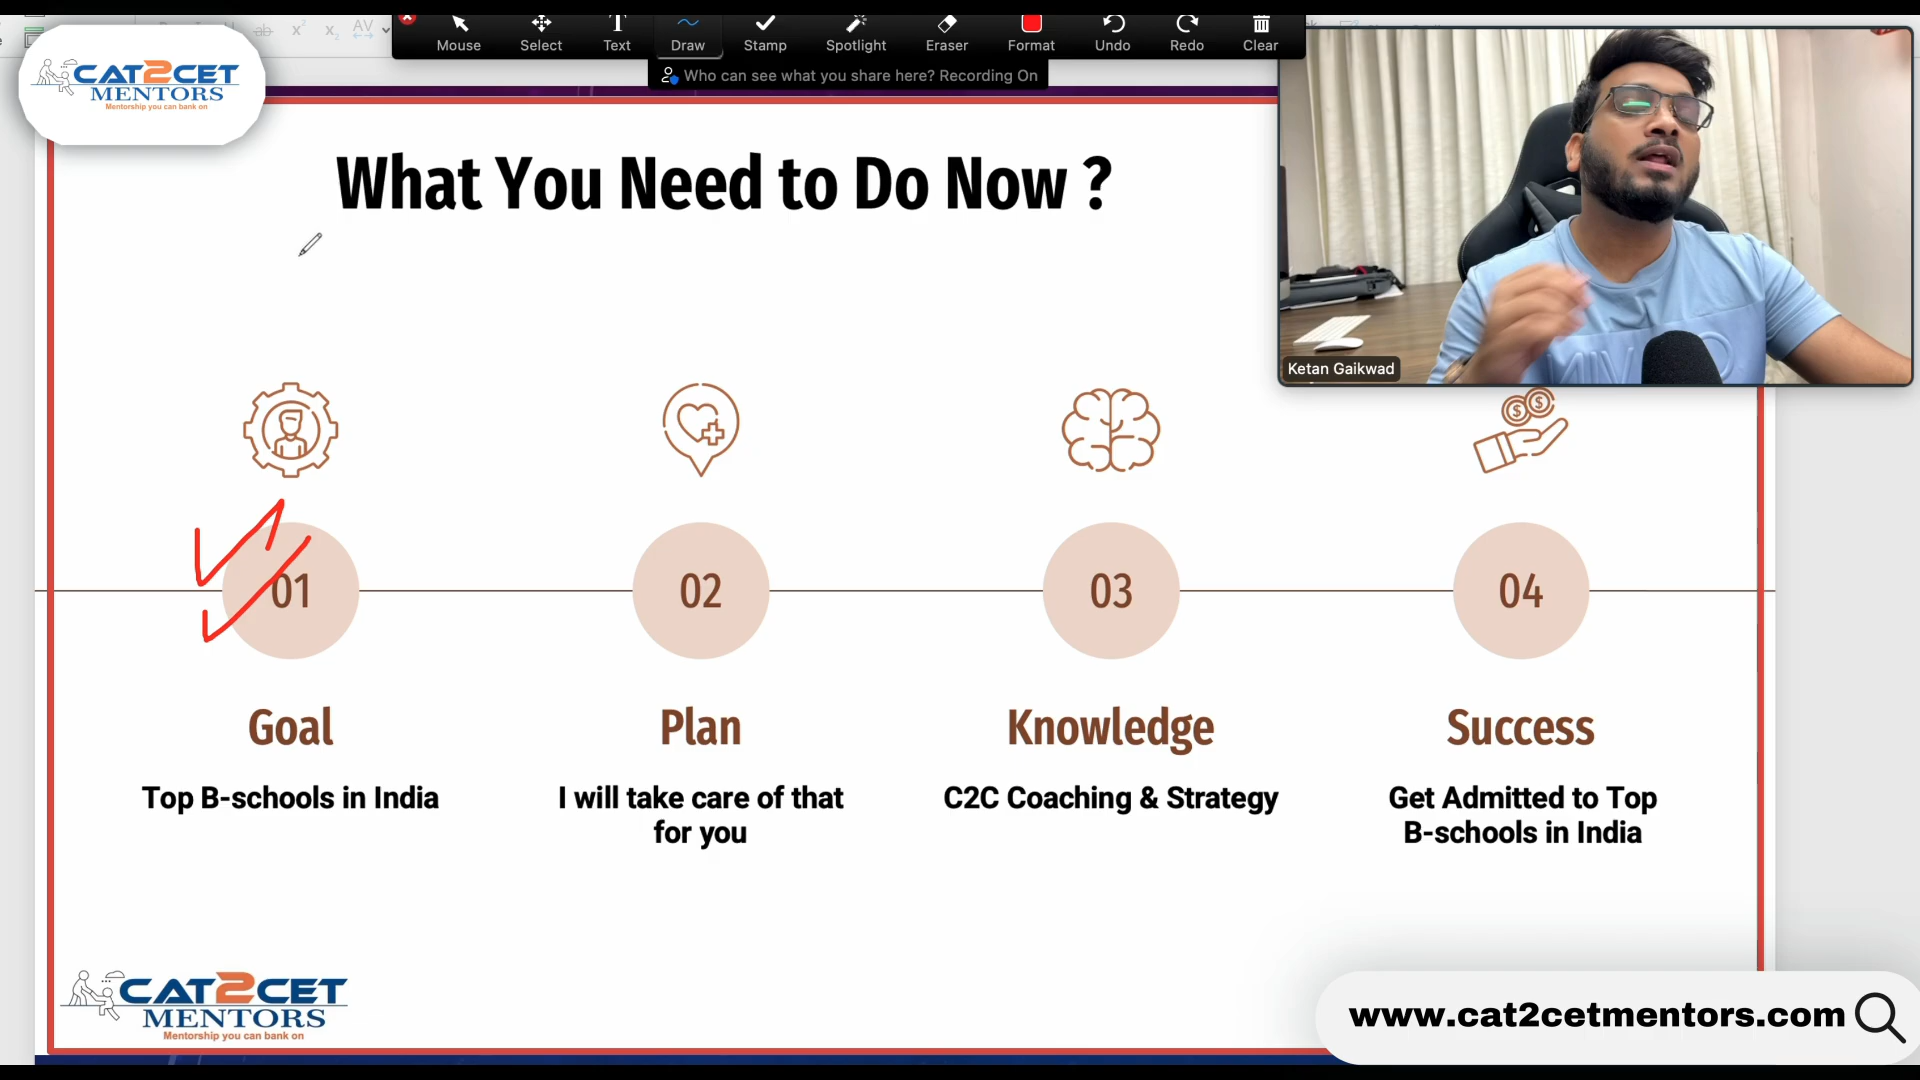 Mouse
Select
Text
Draw
Stamp
Spotlight
Eraser
Format
Undo
Redo
Clear
Who can see what you share here? Recording On
CAT2CET
MENTORS
Mentorship you can bank on
What You Need to Do Now ?
Ketan Gaikwad
01
02
03
04
Goal
Plan
Knowledge
Success
Top B-schools in India
I will take care of that
for you
C2C Coaching & Strategy
Get Admitted to Top
B-schools in India
CAT2CET
MENTORS
Mentorship you can bank on
www.cat2cetmentors.com